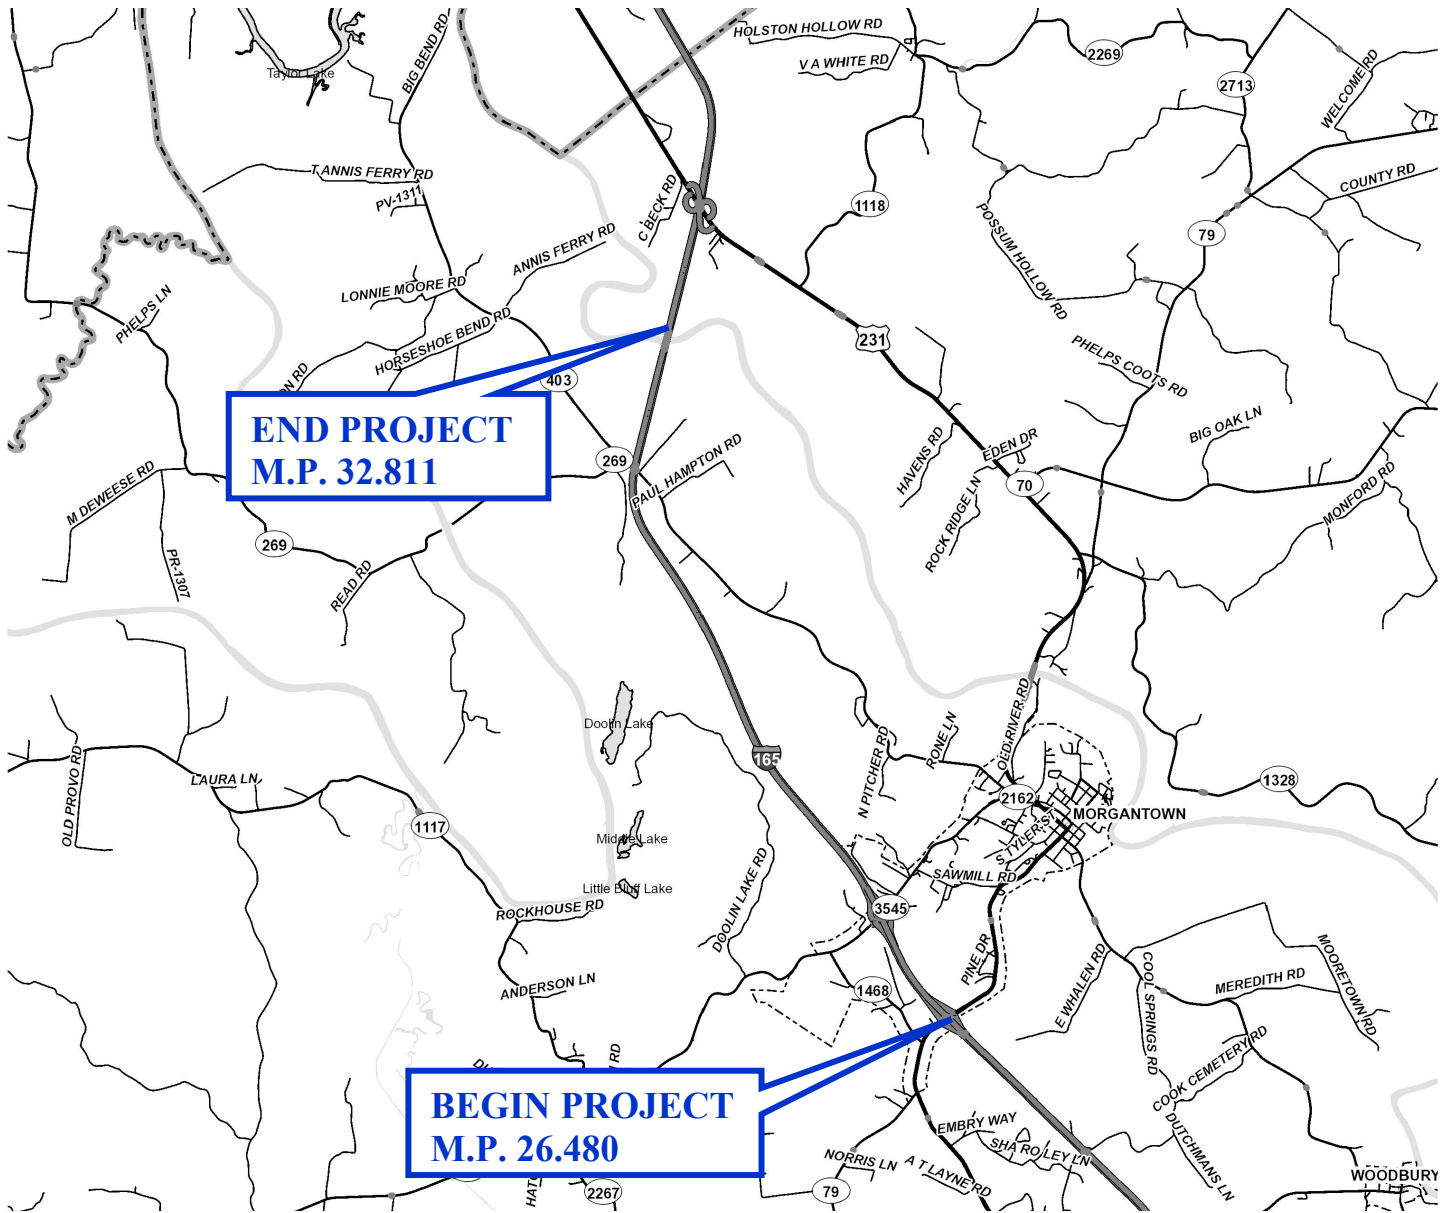 HOLSTON HOLLOW RD
2269
V A WHITE RD
Taylor Lake
BIG BEND RD
2713
WELCOME RD
T ANNIS FERRY RD
PV-1311
C BECK RD
1118
COUNTY RD
POSSUM HOLLOW RD
79
ANNIS FERRY RD
LONNIE MOORE RD
PHELPS LN
HORSESHOE BEND RD
231
PHELPS COOTS RD
ON RD
403
END PROJECT
M.P. 32.811
BIG OAK LN
HAVENS RD
EDEN DR
269
PAUL HAMPTON RD
70
ROCK RIDGE LN
MONFORD RD
M DEWEESE RD
269
PR-1307
READ RD
Doolin Lake
OLD RIVER RD
RONE LN
N PITCHER RD
165
OLD PROVO RD
LAURA LN
1328
2162
MORGANTOWN
1117
S TYLER ST
Middle Lake
SAWMILL RD
Little Bluff Lake
DOOLIN LAKE RD
ROCKHOUSE RD
3545
PINE DR
E WHALEN RD
COOL SPRINGS RD
MOORETOWN RD
MEREDITH RD
ANDERSON LN
1468
COOK CEMETERY RD
RD
BEGIN PROJECT
M.P. 26.480
EMBRY WAY
SHA RO LEY LN
DUTCHMANS LN
NORRIS LN
A T LAYNE RD
WOODBURY
2267
79